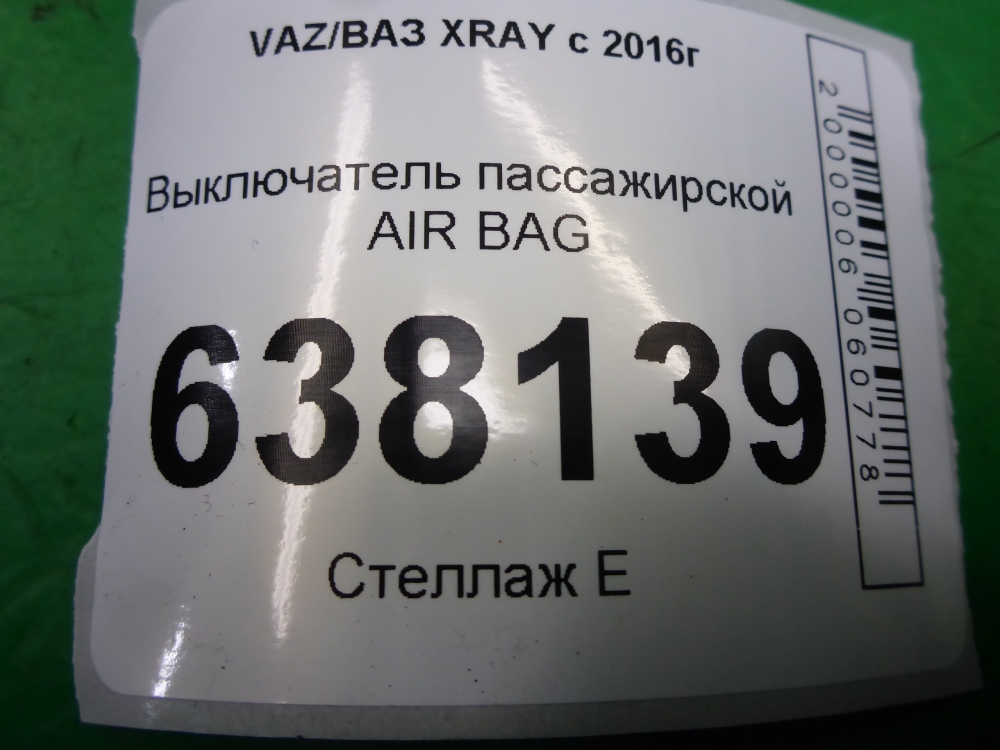 VAZ/ВАЗ XRAY с 2016г
Выключатель пассажирской
AIR BAG
638139
Стеллаж Е
2000006060778